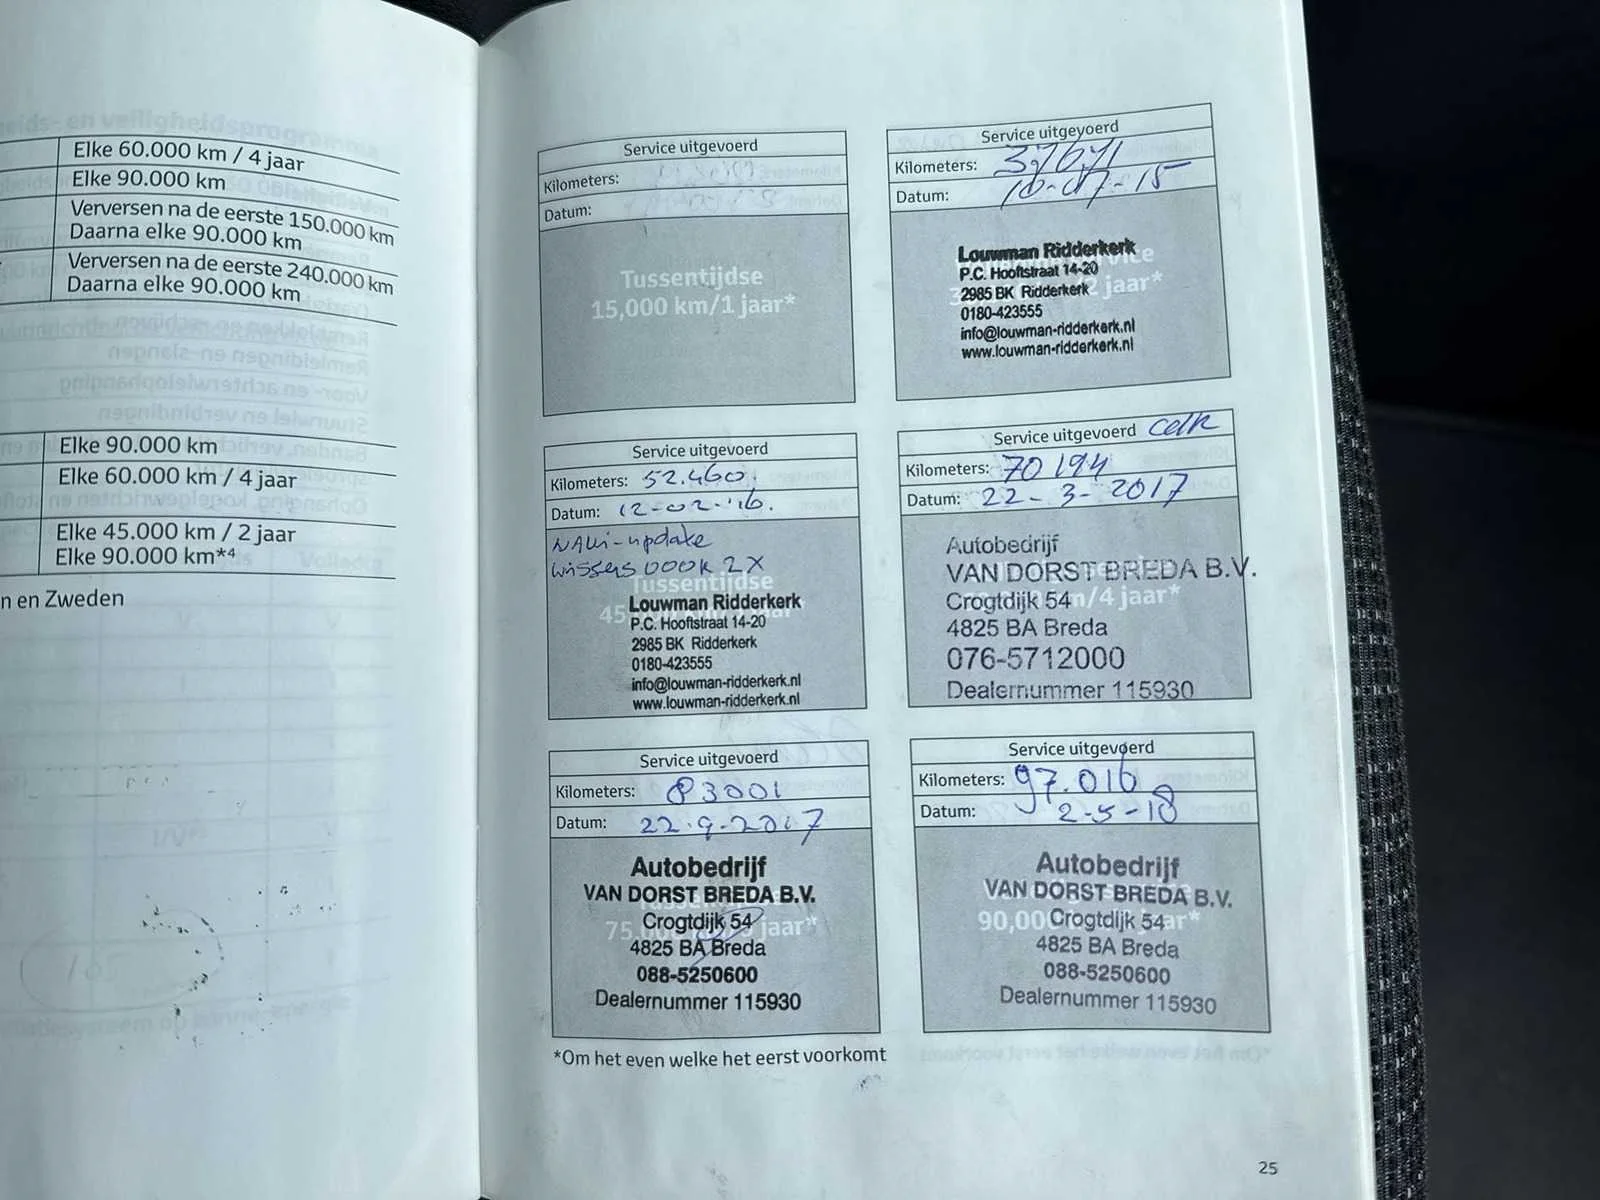 Elke 60.000 km / 4 jaar
Elke 90.000 km
Verversen na de eerste 150.000 km
Daarna elke 90.000 km
Verversen na de eerste 240.000 km
Daarna elke 90.000 km
Elke 90.000 km
Elke 60.000 km / 4 jaar
Elke 45.000 km / 2 jaar
Elke 90.000 km*4
n en Zweden
Service uitgevoerd
Kilometers:
Datum:
Tussentijdse
15,000 km/1 jaar*
Service uitgevoerd
Kilometers: 37671
Datum: 10-07-15
Louwman Ridderkerk
P.C. Hooftstraat 14-20
2985 BK Ridderkerk
0180-423555
info@louwman-ridderkerk.nl
www.louwman-ridderkerk.nl
Service uitgevoerd
Kilometers: 52.460
Datum: 12-02-'16.
NAVi-update
wissers OOOK 2X
Tussentijdse
Louwman Ridderkerk
P.C. Hooftstraat 14-20
2985 BK Ridderkerk
0180-423555
info@louwman-ridderkerk.nl
www.louwman-ridderkerk.nl
Service uitgevoerd
Kilometers: 70194
Datum: 22-3-2017
Autobedrijf
VAN DORST BREDA B.V.
Crogtdijk 54
4825 BA Breda
076-5712000
Dealernummer 115930
Service uitgevoerd
Kilometers: 83001
Datum: 22.9.2017
Autobedrijf
VAN DORST BREDA B.V.
Crogtdijk 54
4825 BA Breda
088-5250600
Dealernummer 115930
Service uitgevoerd
Kilometers: 97.016
Datum: 2-5-18
Autobedrijf
VAN DORST BREDA B.V.
Crogtdijk 54
4825 BA Breda
088-5250600
Dealernummer 115930
*Om het even welke het eerst voorkomt
25